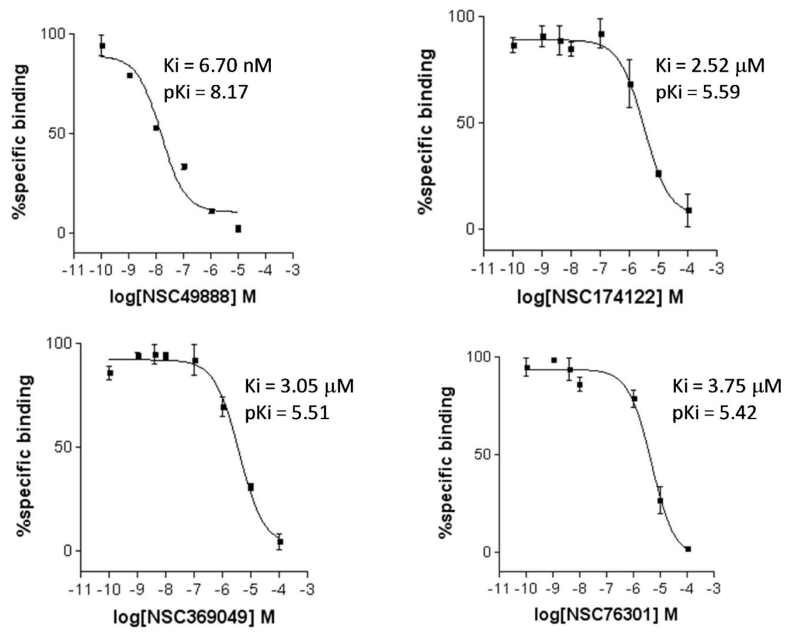 %specific binding
100
50
0
Ki = 6.70 nM
pKi = 8.17
-11 -10 -9 -8 -7 -6 -5 -4 -3
log[NSC49888] M
%specific binding
100
50
0
Ki = 2.52 μM
pKi = 5.59
-11 -10 -9 -8 -7 -6 -5 -4 -3
log[NSC174122] M
%specific binding
100
50
0
Ki = 3.05 μM
pKi = 5.51
-11 -10 -9 -8 -7 -6 -5 -4 -3
log[NSC369049] M
%specific binding
100
50
0
Ki = 3.75 μM
pKi = 5.42
-11 -10 -9 -8 -7 -6 -5 -4 -3
log[NSC76301] M